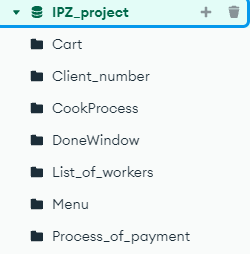 IPZ_project
Cart
Client_number
CookProcess
DoneWindow
List_of_workers
Menu
Process_of_payment